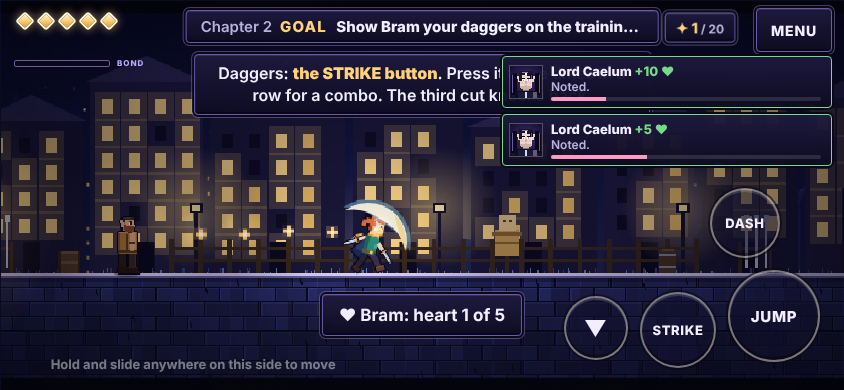 Chapter 2 GOAL Show Bram your daggers on the trainin...
1 / 20
MENU
BOND
Daggers: the STRIKE button. Press
row for a combo. The third cut
Lord Caelum +10
Noted.
Lord Caelum +5
Noted.
DASH
Bram: heart 1 of 5
STRIKE
JUMP
Hold and slide anywhere on this side to move